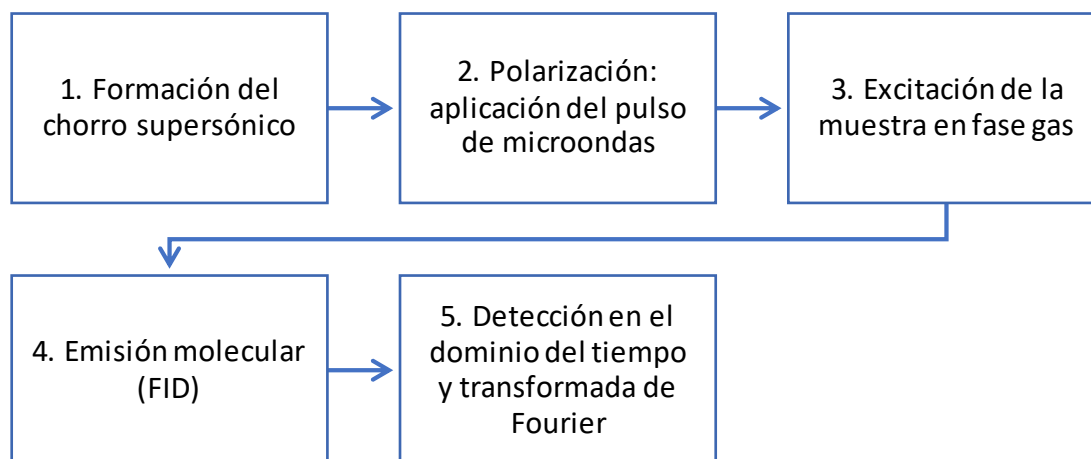 1. Formación del
chorro supersónico
2. Polarización:
aplicación del pulso
de microondas
3. Excitación de la
muestra en fase gas
4. Emisión molecular
(FID)
5. Detección en el
dominio del tiempo
y transformada de
Fourier